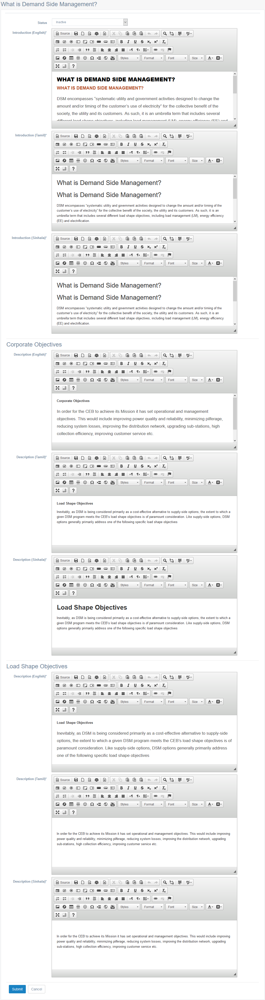 What is Demand Side Management?
Status
Inactive
Introduction (English)*
Source
Styles Format Font Size
WHAT IS DEMAND SIDE MANAGEMENT?
WHAT IS DEMAND SIDE MANAGEMENT?
DSM encompasses “systematic utility and government activities designed to change the
amount and/or timing of the customer’s use of electricity” for the collective benefit of the
society, the utility and its customers. As such, it is an umbrella term that includes several
different load shape objectives, including load management (LM), energy efficiency (EE) and
Introduction (Tamil)*
Source
Styles Format Font Size
What is Demand Side Management?
What is Demand Side Management?
DSM encompasses “systematic utility and government activities designed to change the amount and/or timing of the
customer’s use of electricity” for the collective benefit of the society, the utility and its customers. As such, it is an
umbrella term that includes several different load shape objectives, including load management (LM), energy efficiency
(EE) and electrification.
Introduction (Sinhala)*
Source
Styles Format Font Size
What is Demand Side Management?
What is Demand Side Management?
DSM encompasses “systematic utility and government activities designed to change the amount and/or timing of the
customer’s use of electricity” for the collective benefit of the society, the utility and its customers. As such, it is an
umbrella term that includes several different load shape objectives, including load management (LM), energy efficiency
(EE) and electrification.
Corporate Objectives
Description (English)*
Source
Styles Format Font Size
Corporate Objectives
In order for the CEB to achieve its Mission it has set operational and management
objectives. This would include improving power quality and reliability, minimizing pilferage,
reducing system losses, improving the distribution network, upgrading sub-stations, high
collection efficiency, improving customer service etc.
Description (Tamil)*
Source
Styles Format Font Size
Load Shape Objectives
Inevitably, as DSM is being considered primarily as a cost-effective alternative to supply-side options, the extent to which a
given DSM program meets the CEB’s load shape objectives is of paramount consideration. Like supply-side options, DSM
options generally primarily address one of the following specific load shape objectives
Description (Sinhala)*
Source
Styles Format Font Size
Load Shape Objectives
Inevitably, as DSM is being considered primarily as a cost-effective alternative to supply-side options, the extent to which a
given DSM program meets the CEB’s load shape objectives is of paramount consideration. Like supply-side options, DSM
options generally primarily address one of the following specific load shape objectives
Load Shape Objectives
Description (English)*
Source
Styles Format Font Size
Load Shape Objectives
Inevitably, as DSM is being considered primarily as a cost-effective alternative to supply-side
options, the extent to which a given DSM program meets the CEB’s load shape objectives is of
paramount consideration. Like supply-side options, DSM options generally primarily address
one of the following specific load shape objectives
Description (Tamil)*
Source
Styles Format Font Size
In order for the CEB to achieve its Mission it has set operational and management objectives. This would include improving
power quality and reliability, minimizing pilferage, reducing system losses, improving the distribution network, upgrading
sub-stations, high collection efficiency, improving customer service etc.
Description (Sinhala)*
Source
Styles Format Font Size
In order for the CEB to achieve its Mission it has set operational and management objectives. This would include improving
power quality and reliability, minimizing pilferage, reducing system losses, improving the distribution network, upgrading
sub-stations, high collection efficiency, improving customer service etc.
Submit Cancel